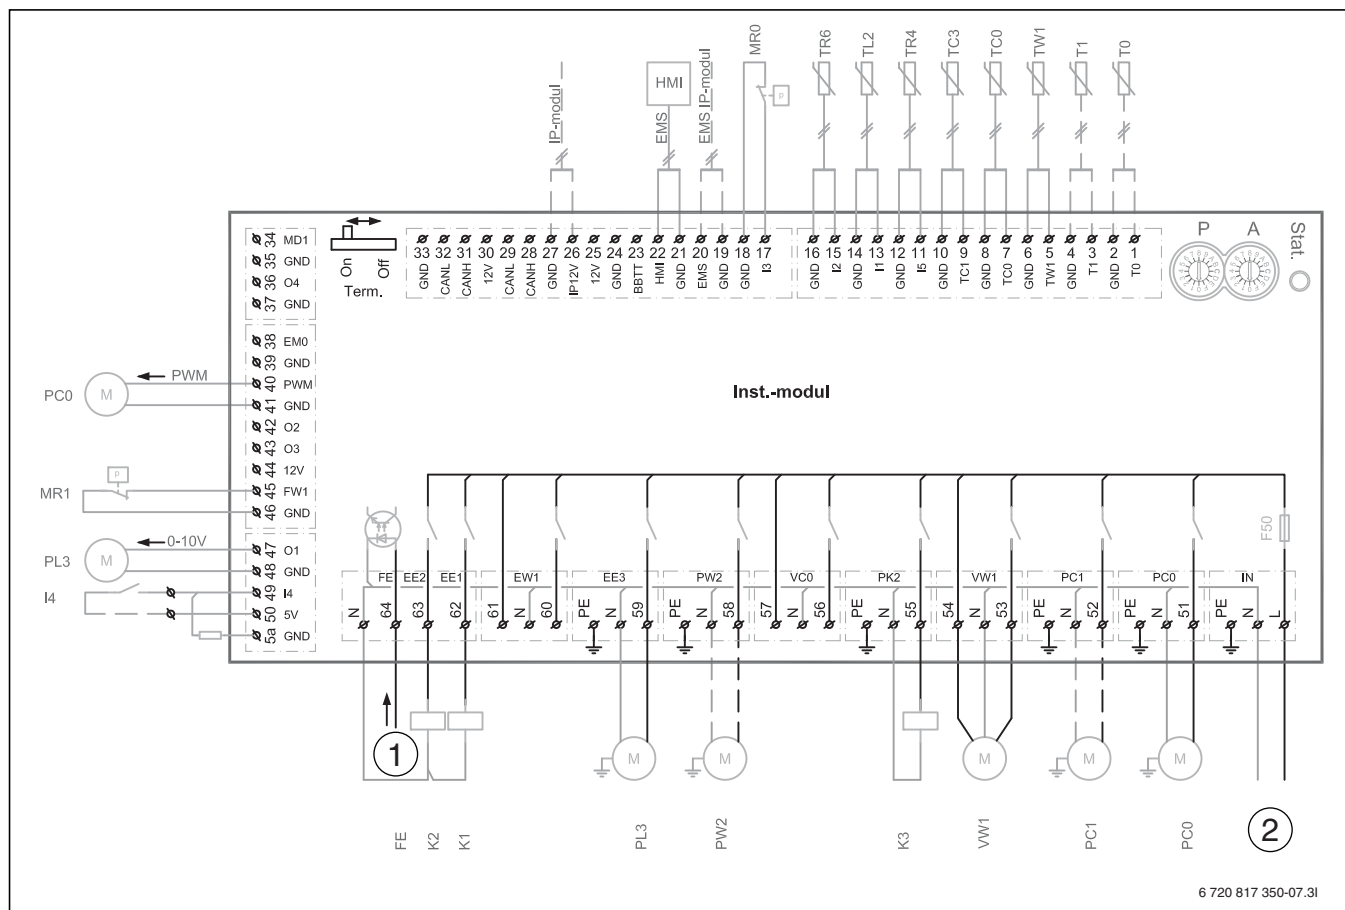 IP-modul
HMI
EMS
EMS IP-modul
MR0
p
TR6
TL2
TR4
TC3
TC0
TW1
T1
T0
34 MD1
35 GND
36 O4
37 GND
On
Off
Term.
33 GND
32 CANL
31 CANH
30 12V
29 CANL
28 CANH
27 GND
26 IP12V
25 12V
24 GND
23 BBTT
22 HMI
21 GND
20 EMS
19 GND
18 GND
17 I3
16 GND
15 I2
14 GND
13 I1
12 GND
11 I5
10 GND
9 TC1
8 GND
7 TC0
6 GND
5 TW1
4 GND
3 T1
2 GND
1 T0
P
A
Stat.
38 EM0
39 GND
PC0
M
PWM
40 PWM
41 GND
42 O2
43 O3
44 12V
MR1
p
45 FW1
46 GND
Inst.-modul
PL3
M
0-10V
47 O1
48 GND
I4
49 I4
50 5V
5a GND
F50
FE
EE2
EE1
EW1
EE3
PW2
VC0
PK2
VW1
PC1
PC0
IN
N
64
63
62
61
N
60
PE
N
59
PE
N
58
57
N
56
PE
N
55
54
N
53
PE
N
52
PE
N
51
PE
N
L
1
M
M
M
M
M
2
FE
K2
K1
PL3
PW2
K3
VW1
PC1
PC0
6 720 817 350-07.3I